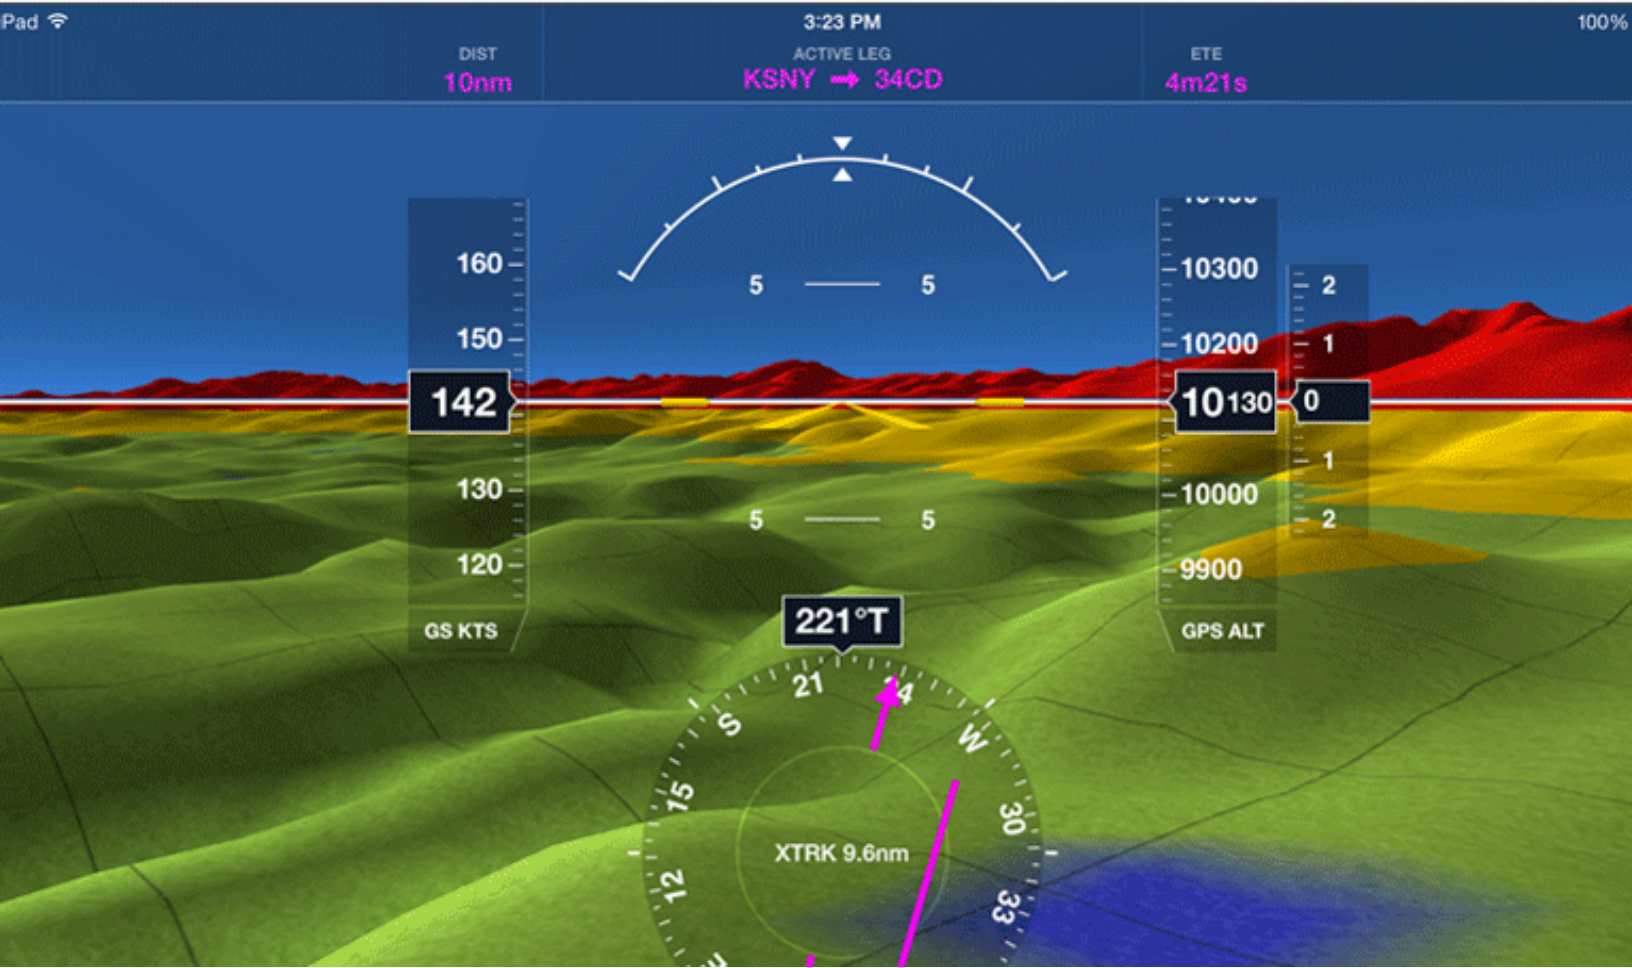 Pad 3:23 PM 100%
DIST ACTIVE LEG ETE
10nm KSNY 34CD 4m21s
5 5
160 10300 2
150 10200 1
142 10130 0
130 10000 1
5 5 2
120 9900
GS KTS 221°T GPS ALT
21 24
S W
15 30
XTRK 9.6nm
12 33